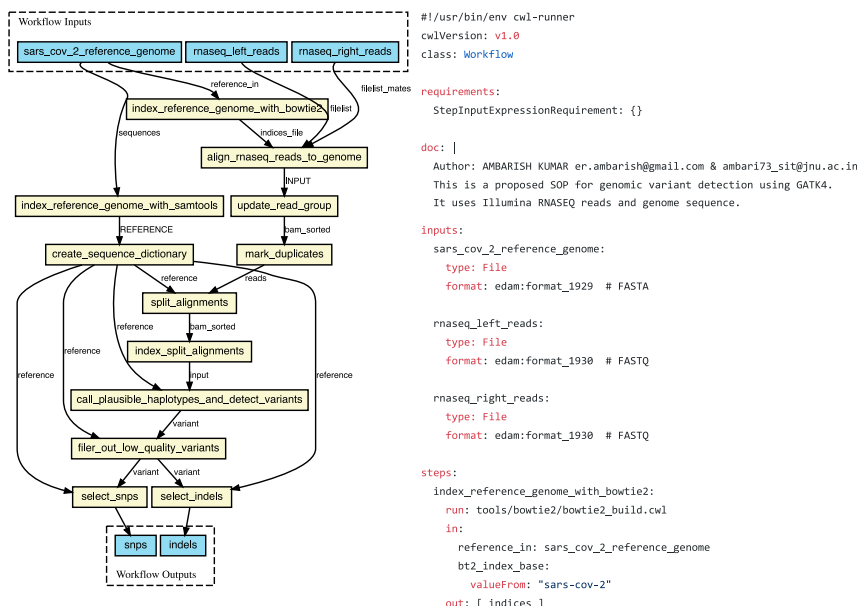 Workflow Inputs
sars_cov_2_reference_genome
rnaseq_left_reads
rnaseq_right_reads
reference_in
filelist_mates
index_reference_genome_with_bowtie2
filelist
sequences
indices_file
align_rnaseq_reads_to_genome
INPUT
index_reference_genome_with_samtools
update_read_group
REFERENCE
bam_sorted
create_sequence_dictionary
mark_duplicates
reference
reads
split_alignments
reference
bam_sorted
reference
index_split_alignments
reference
input
reference
call_plausible_haplotypes_and_detect_variants
variant
filer_out_low_quality_variants
variant
variant
select_snps
select_indels
snps
indels
Workflow Outputs
#!/usr/bin/env cwl-runner
cwlVersion: v1.0
class: Workflow
requirements:
StepInputExpressionRequirement: {}
doc: |
Author: AMBARISH KUMAR er.ambarish@gmail.com & ambari73_sit@jnu.ac.in
This is a proposed SOP for genomic variant detection using GATK4.
It uses Illumina RNASEQ reads and genome sequence.
inputs:
sars_cov_2_reference_genome:
type: File
format: edam:format_1929 # FASTA
rnaseq_left_reads:
type: File
format: edam:format_1930 # FASTQ
rnaseq_right_reads:
type: File
format: edam:format_1930 # FASTQ
steps:
index_reference_genome_with_bowtie2:
run: tools/bowtie2/bowtie2_build.cwl
in:
reference_in: sars_cov_2_reference_genome
bt2_index_base:
valueFrom: "sars-cov-2"
out: [ indices ]